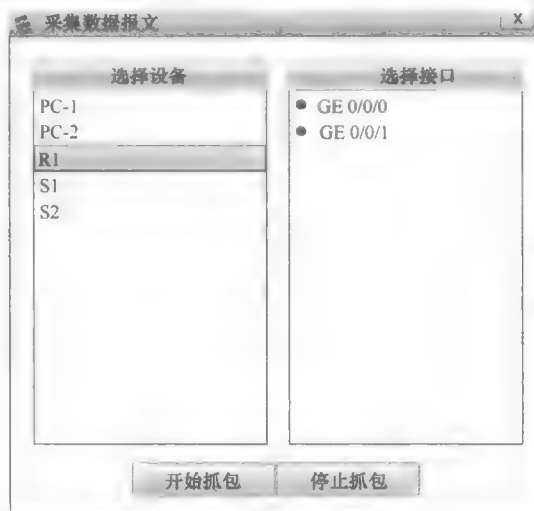 采集数据报文
x
选择设备
选择接口
PC-1
GE 0/0/0
PC-2
GE 0/0/1
R1
S1
S2
开始抓包
停止抓包